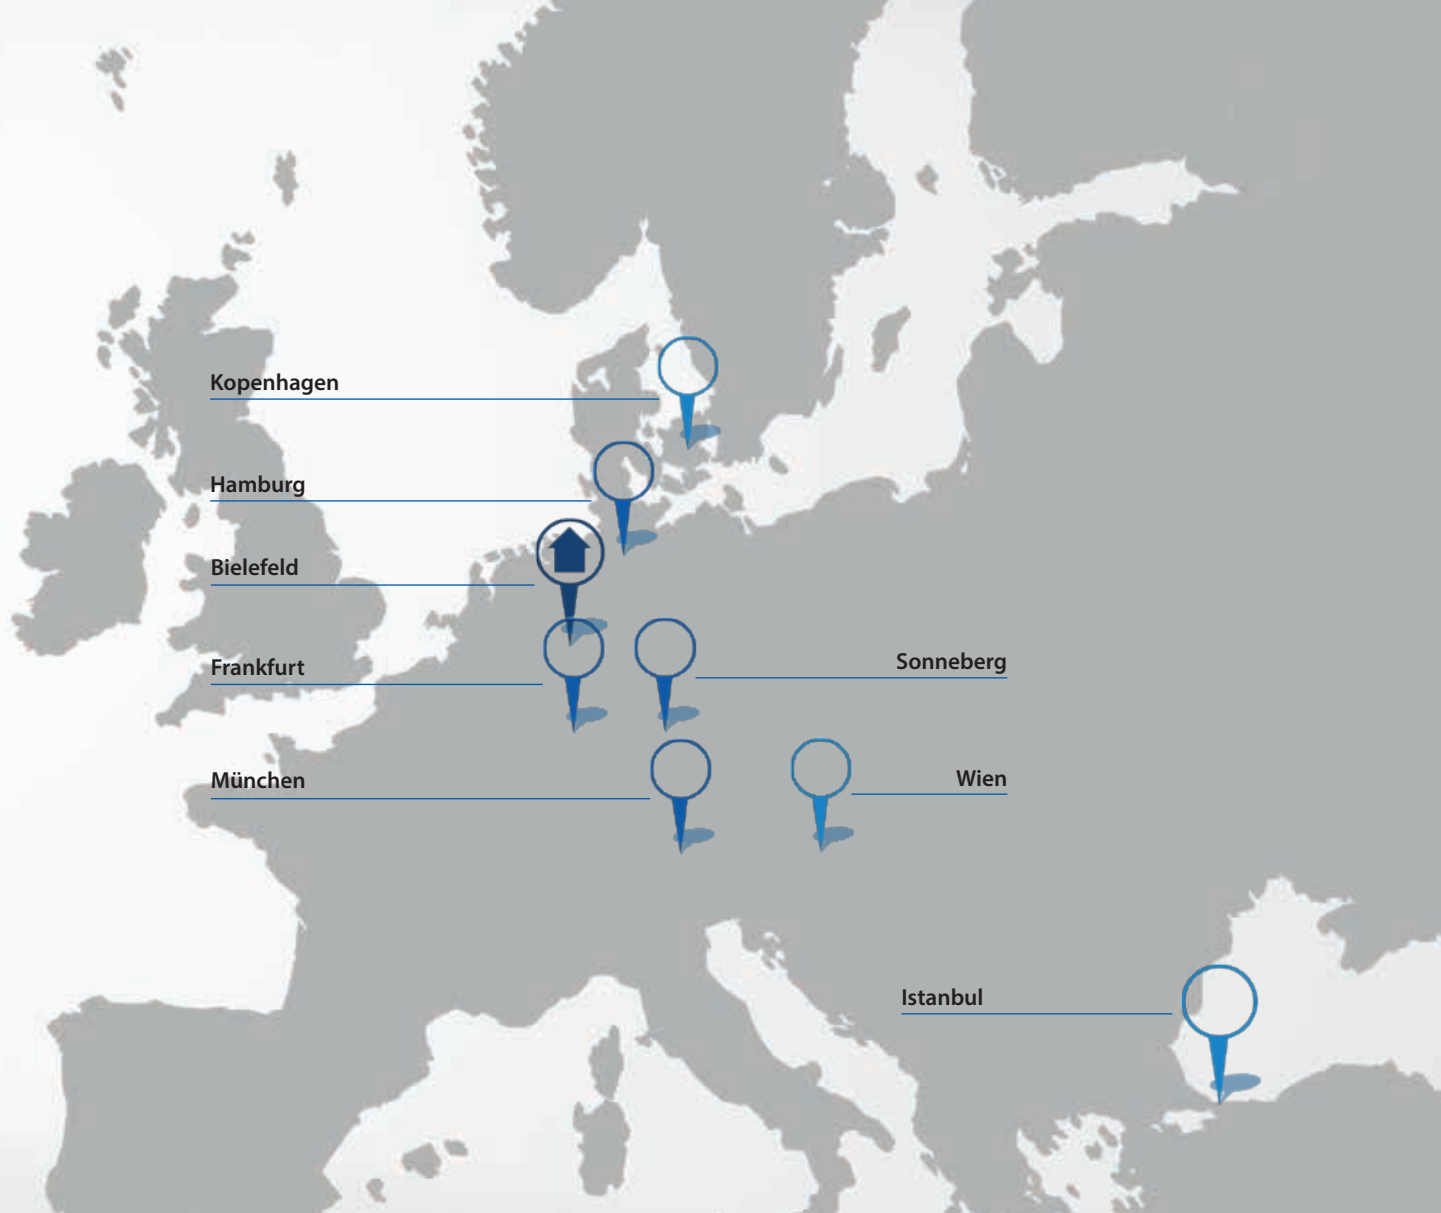 Kopenhagen
Hamburg
Bielefeld
Frankfurt
Sonneberg
München
Wien
Istanbul